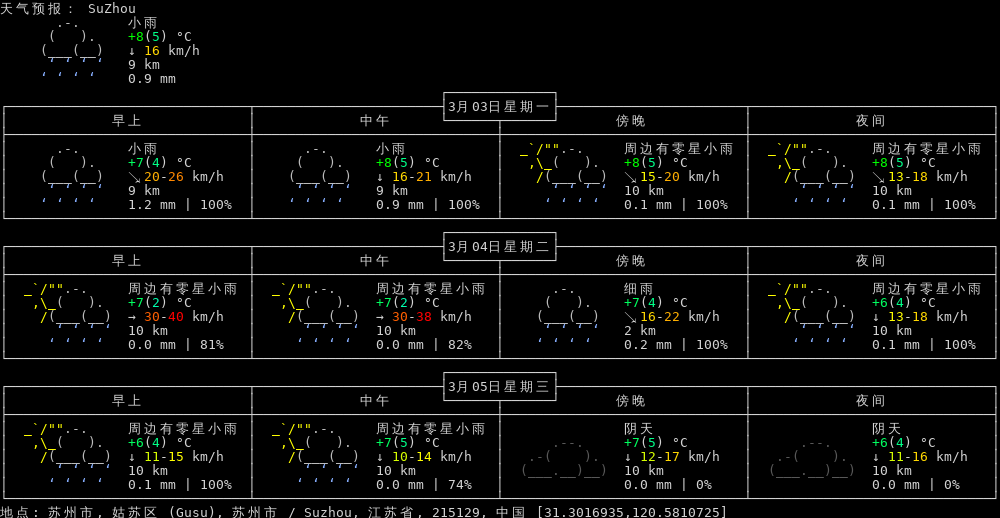 天气预报: SuZhou
小雨
+8(5) °C
↓ 16 km/h
9 km
0.9 mm
3月03日星期一
早上 中午 傍晚 夜间
小雨 小雨 周边有零星小雨 周边有零星小雨
+7(4) °C +8(5) °C +8(5) °C +8(5) °C
↘ 20-26 km/h ↓ 16-21 km/h ↘ 15-20 km/h ↘ 13-18 km/h
9 km 9 km 10 km 10 km
1.2 mm | 100% 0.9 mm | 100% 0.1 mm | 100% 0.1 mm | 100%
3月04日星期二
早上 中午 傍晚 夜间
周边有零星小雨 周边有零星小雨 细雨 周边有零星小雨
+7(2) °C +7(2) °C +7(4) °C +6(4) °C
→ 30-40 km/h → 30-38 km/h ↘ 16-22 km/h ↓ 13-18 km/h
10 km 10 km 2 km 10 km
0.0 mm | 81% 0.0 mm | 82% 0.2 mm | 100% 0.1 mm | 100%
3月05日星期三
早上 中午 傍晚 夜间
周边有零星小雨 周边有零星小雨 阴天 阴天
+6(4) °C +7(5) °C +7(5) °C +6(4) °C
↓ 11-15 km/h ↓ 10-14 km/h ↓ 12-17 km/h ↓ 11-16 km/h
10 km 10 km 10 km 10 km
0.1 mm | 100% 0.0 mm | 74% 0.0 mm | 0% 0.0 mm | 0%
地点: 苏州市, 姑苏区 (Gusu), 苏州市 / Suzhou, 江苏省, 215129, 中国 [31.3016935,120.5810725]